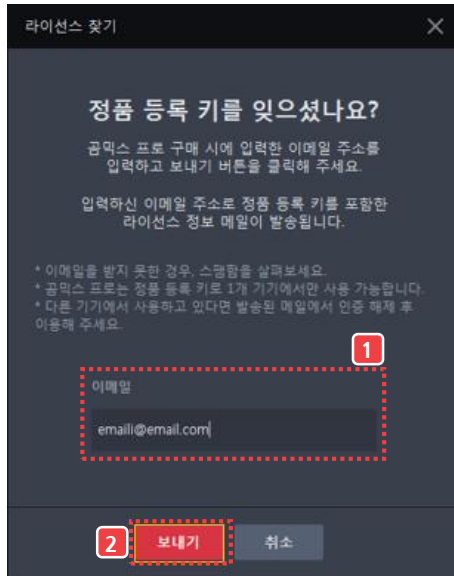 라이선스 찾기
정품 등록 키를 잊으셨나요?
곰믹스 프로 구매 시에 입력한 이메일 주소를
입력하고 보내기 버튼을 클릭해 주세요.
입력하신 이메일 주소로 정품 등록 키를 포함한
라이선스 정보 메일이 발송됩니다.
* 이메일을 받지 못한 경우, 스팸함을 살펴보세요.
* 곰믹스 프로는 정품 등록 키로 1개 기기에서만 사용 가능합니다.
* 다른 기기에서 사용하고 있다면 발송된 메일에서 인증 해제 후
이용해 주세요.
1
이메일
emaili@email.com
2 보내기 취소